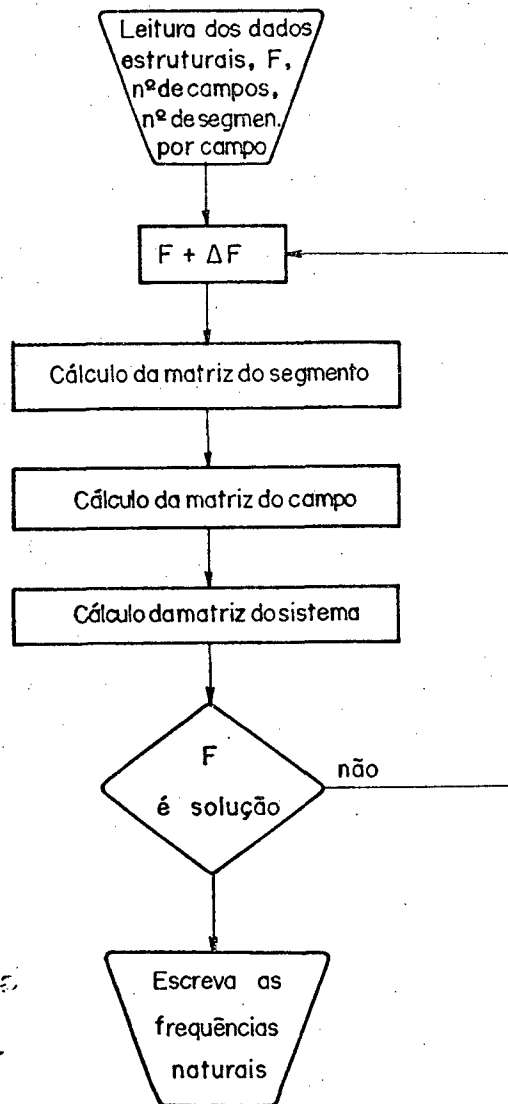 Leitura dos dados
estruturais, F,
nº de campos,
nº de segmen.
por campo
F + ΔF
Cálculo da matriz do segmento
Cálculo da matriz do campo
Cálculo da matriz do sistema
F
é solução
não
Escreva as
frequências
naturais